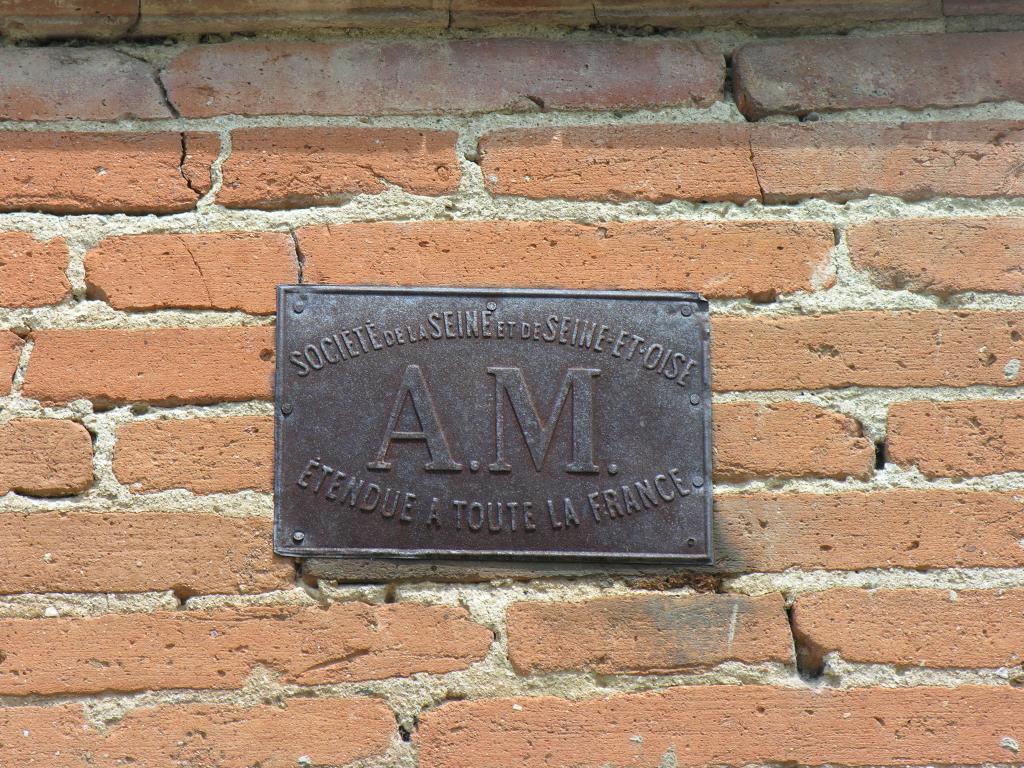 SOCIÉTÉ DE LA SEINE ET DE SEINE-ET-OISE
A.M.
ÉTENDUE A TOUTE LA FRANCE